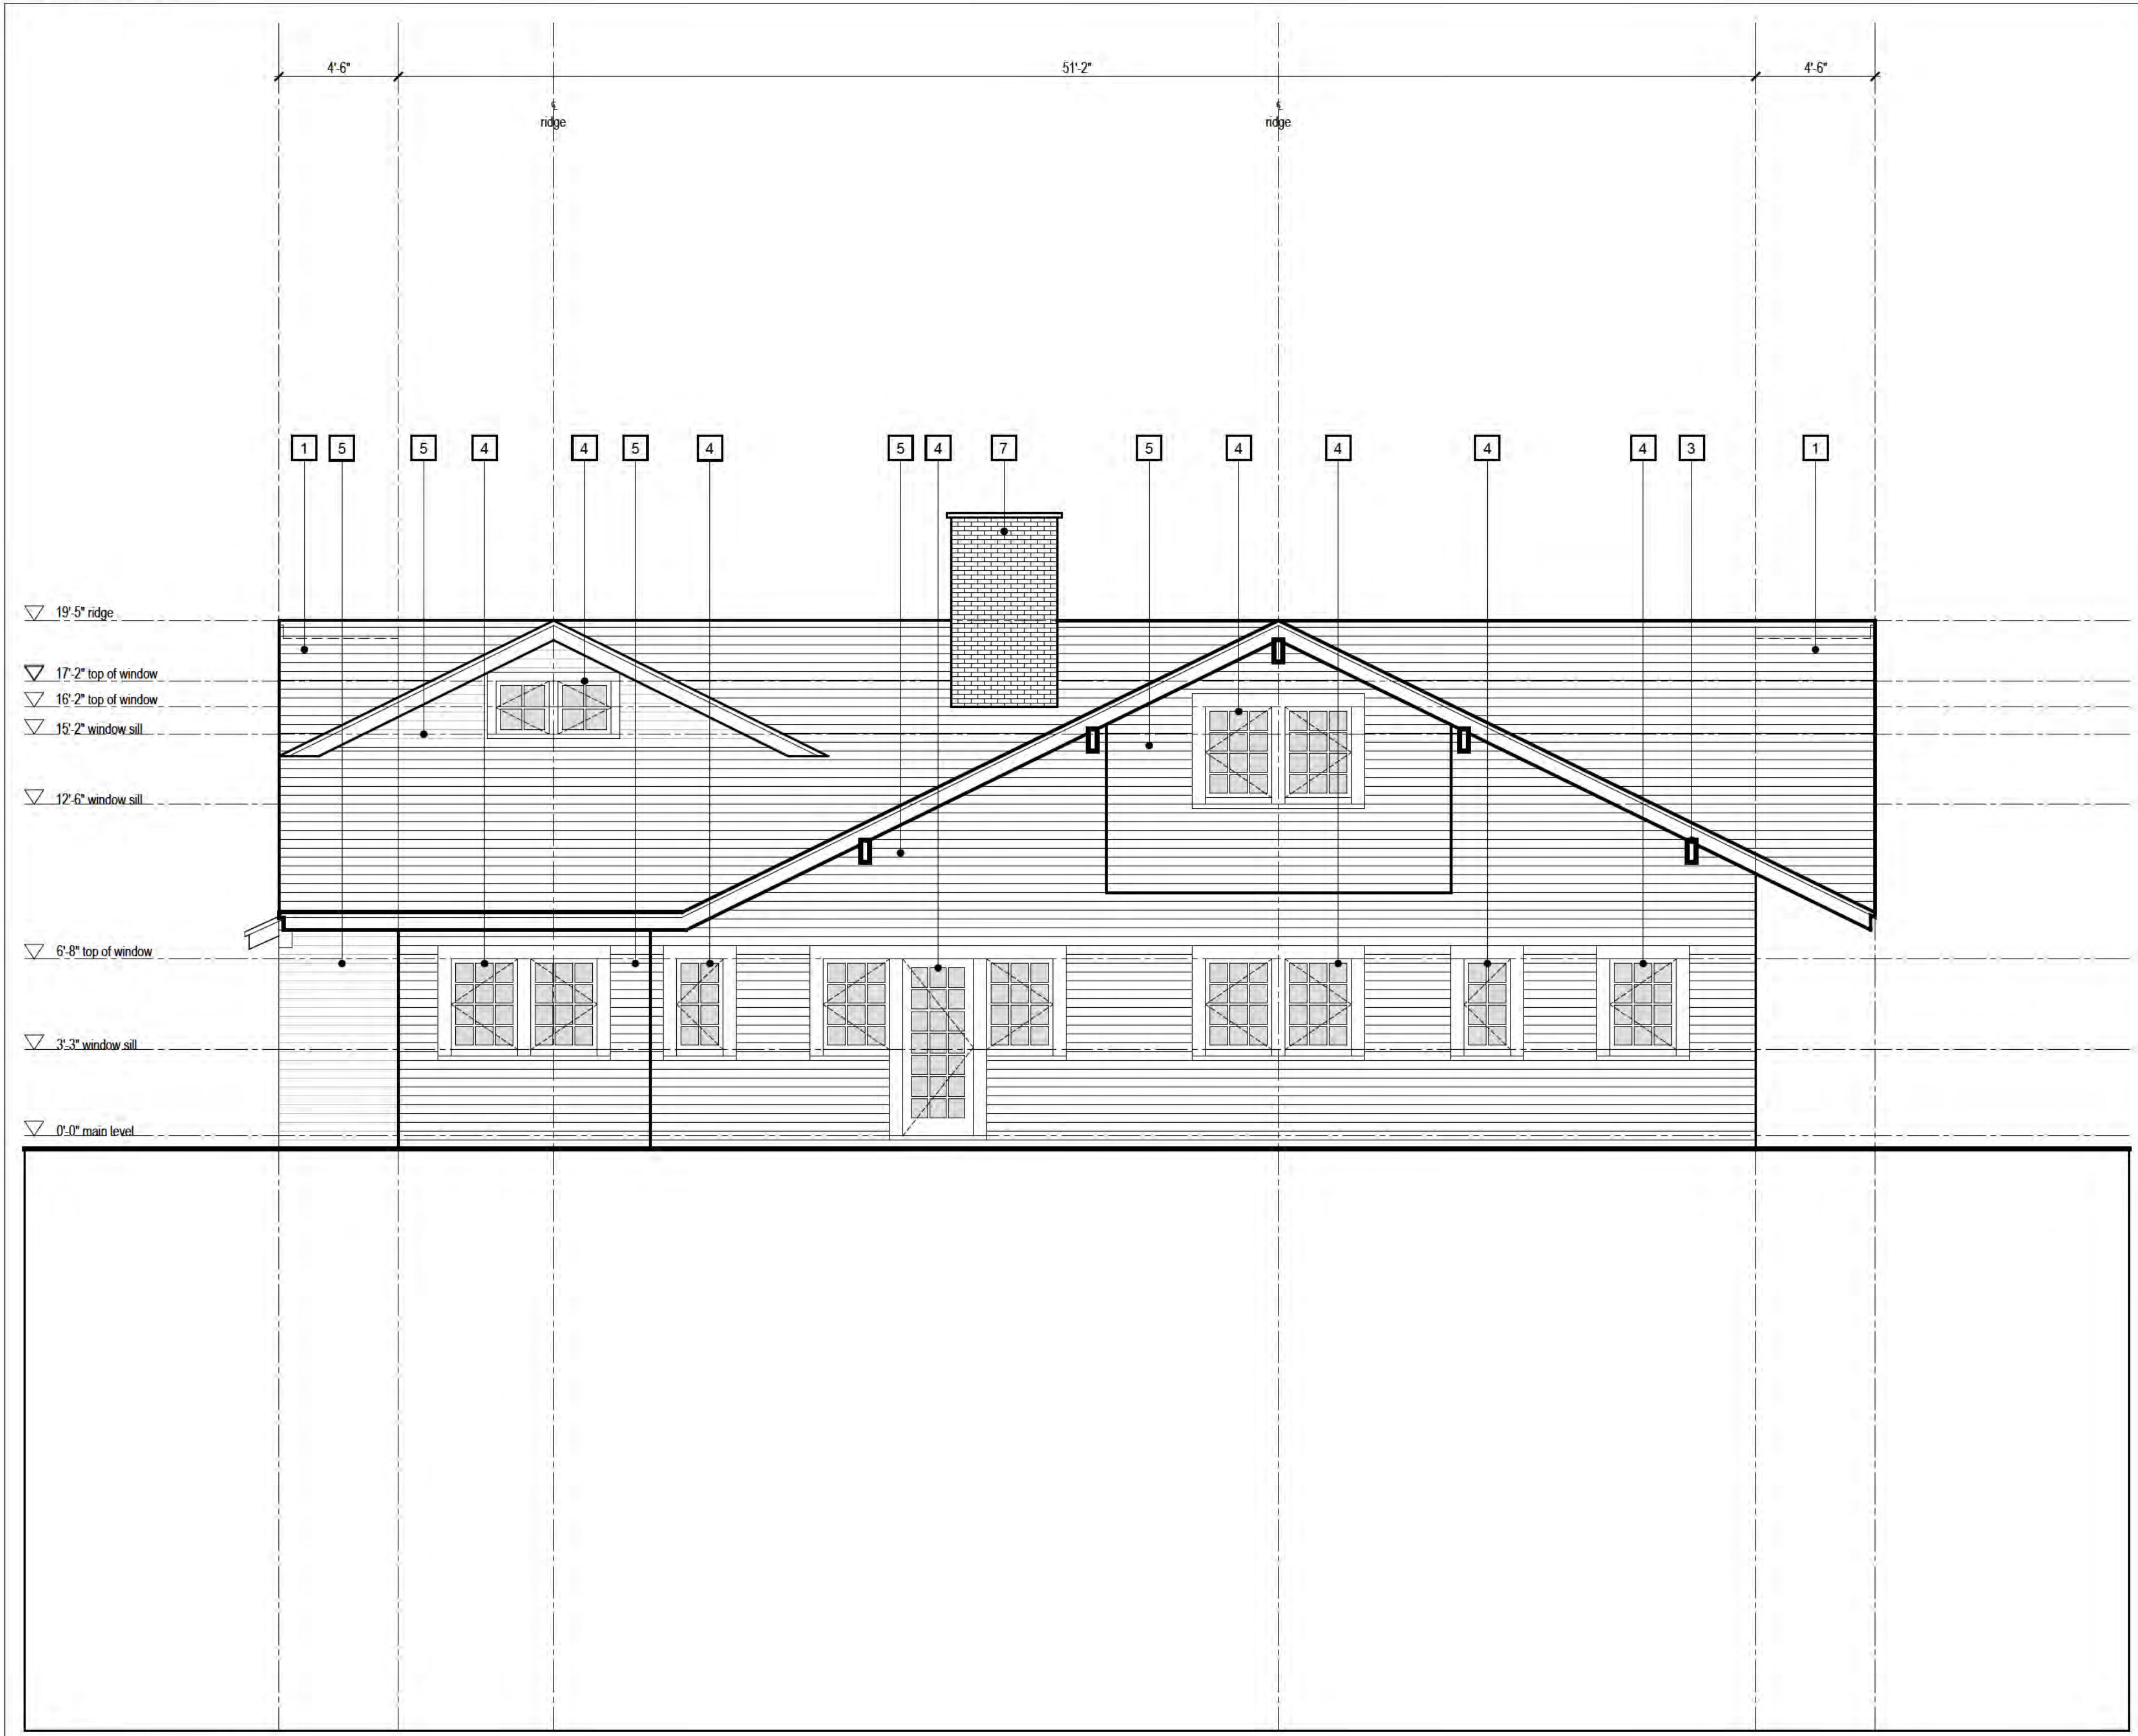 4'-6"
51'-2"
4'-6"
℄
ridge
℄
ridge
1
5
5
4
4
5
4
5
4
7
5
4
4
4
4
3
1
19'-5" ridge
17'-2" top of window
16'-2" top of window
15'-2" window sill
12'-6" window sill
6'-8" top of window
3'-3" window sill
0'-0" main level